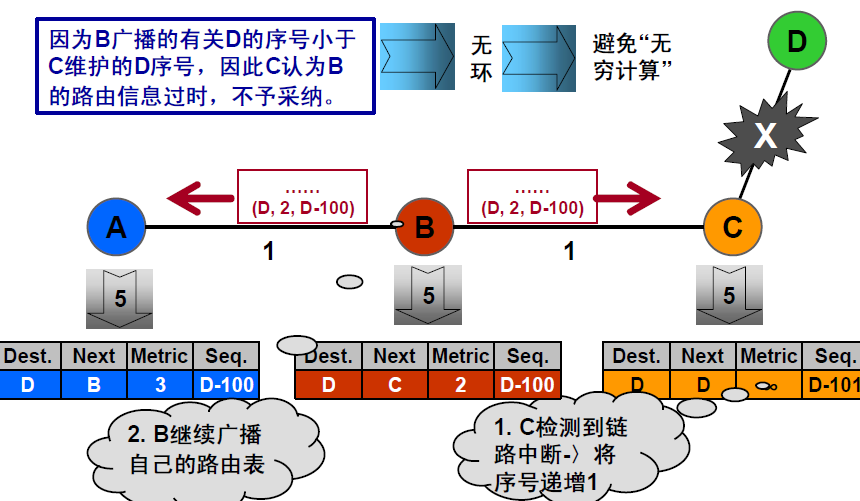 因为B广播的有关D的序号小于
C维护的D序号，因此C认为B
的路由信息过时，不予采纳。
无
环
避免“无
穷计算”
D
X
……
(D, 2, D-100)
……
(D, 2, D-100)
A
B
C
1
1
5
5
5
Dest. Next Metric Seq.
D B 3 D-100
Dest. Next Metric Seq.
D C 2 D-100
Dest. Next Metric Seq.
D D ∞ D-101
2. B继续广播
自己的路由表
1. C检测到链
路中断-〉将
序号递增1